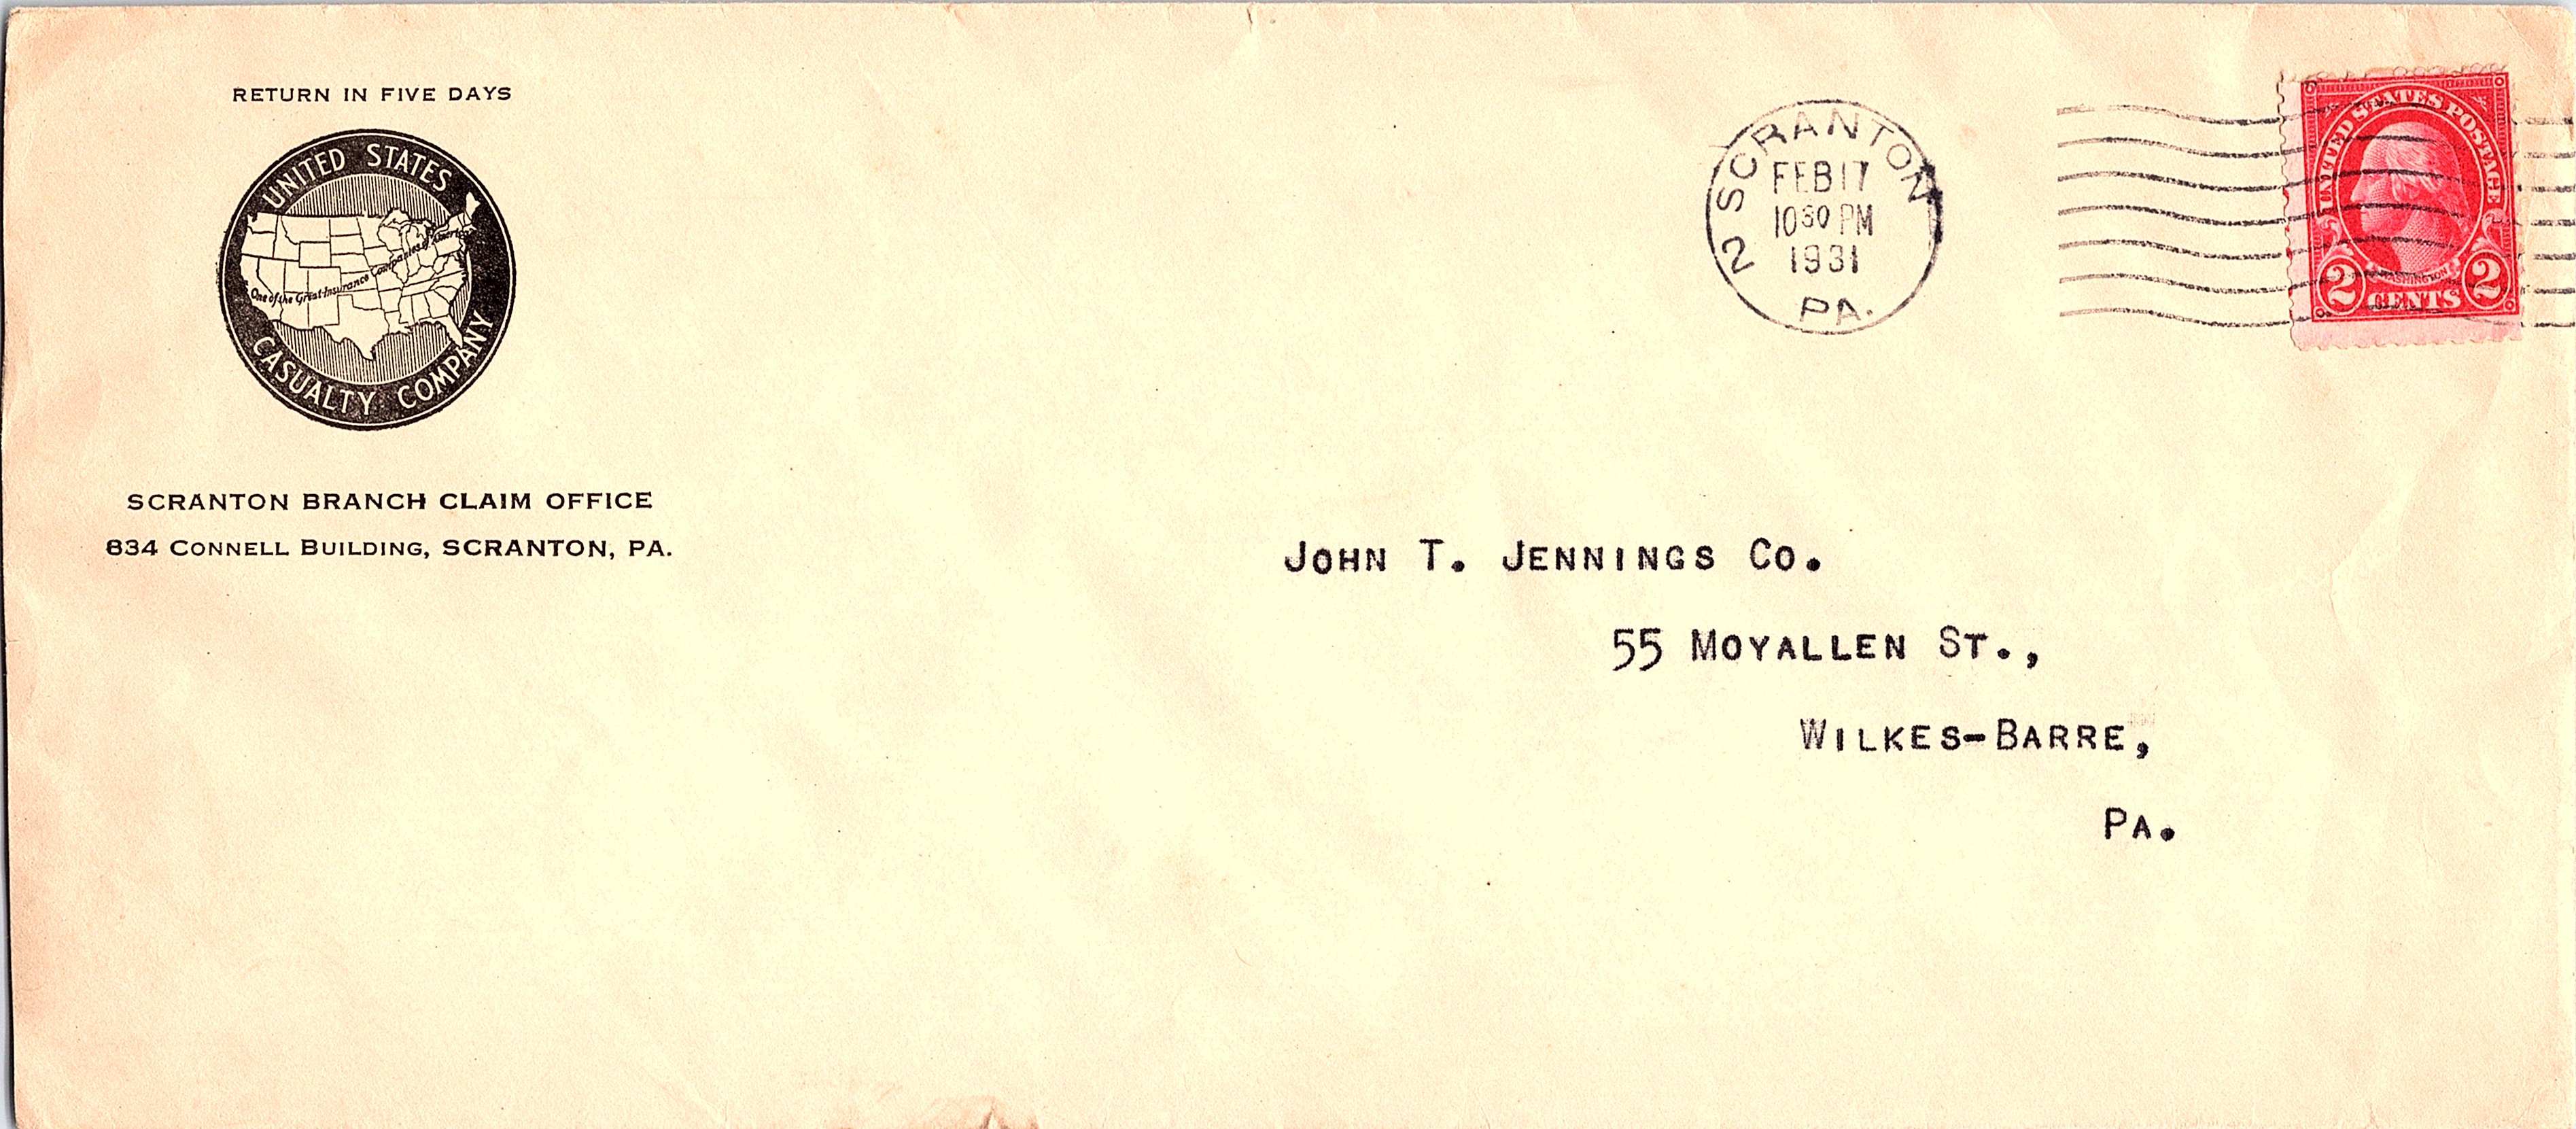 RETURN IN FIVE DAYS
UNITED STATES
One of the Great Insurance Companies of America
CASUALTY COMPANY
SCRANTON BRANCH CLAIM OFFICE
834 CONNELL BUILDING, SCRANTON, PA.
2 SCRANTON
FEB 17
10 30 PM
1931
PA.
UNITED STATES POSTAGE
WASHINGTON
2 CENTS 2
JOHN T. JENNINGS CO.
55 MOYALLEN ST.,
WILKES-BARRE,
PA.